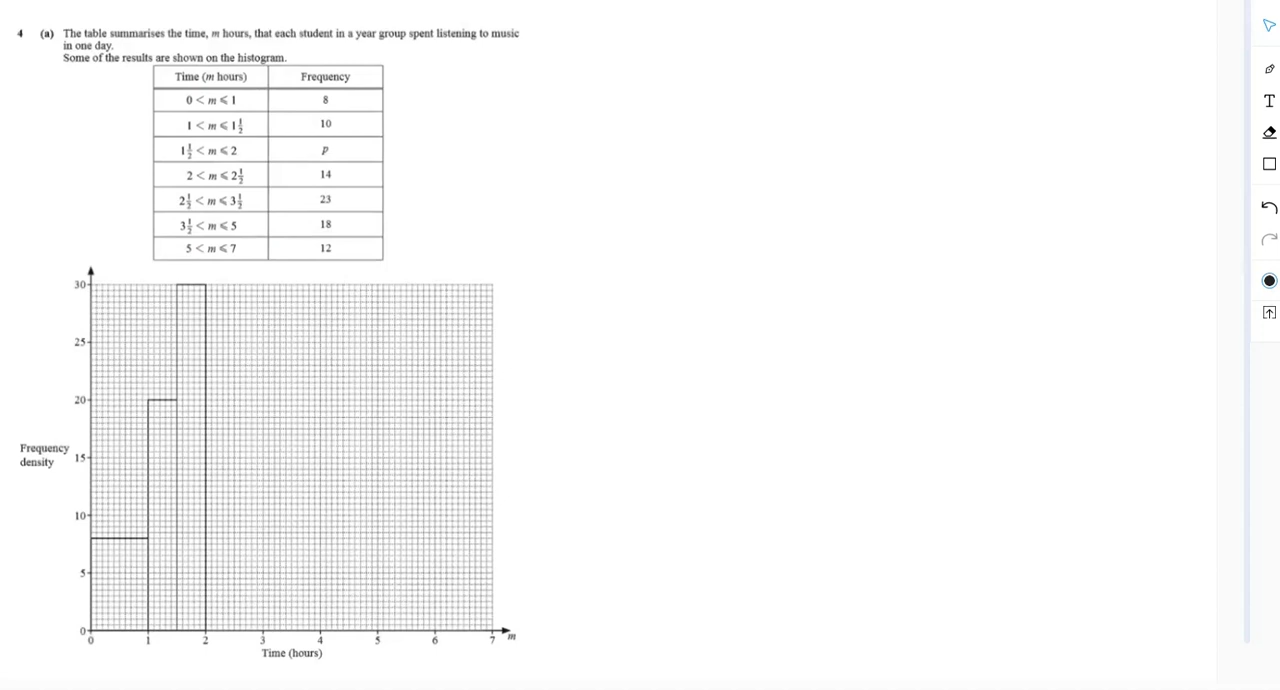 4 (a) The table summarises the time, m hours, that each student in a year group spent listening to music
in one day.
Some of the results are shown on the histogram.
Time (m hours) Frequency
0 < m ⩽ 1 8
1 < m ⩽ 1½ 10
1½ < m ⩽ 2 p
2 < m ⩽ 2½ 14
2½ < m ⩽ 3½ 23
3½ < m ⩽ 5 18
5 < m ⩽ 7 12
30
25
20
Frequency
density
15
10
5
0
0 1 2 3 4 5 6 7 m
Time (hours)
T